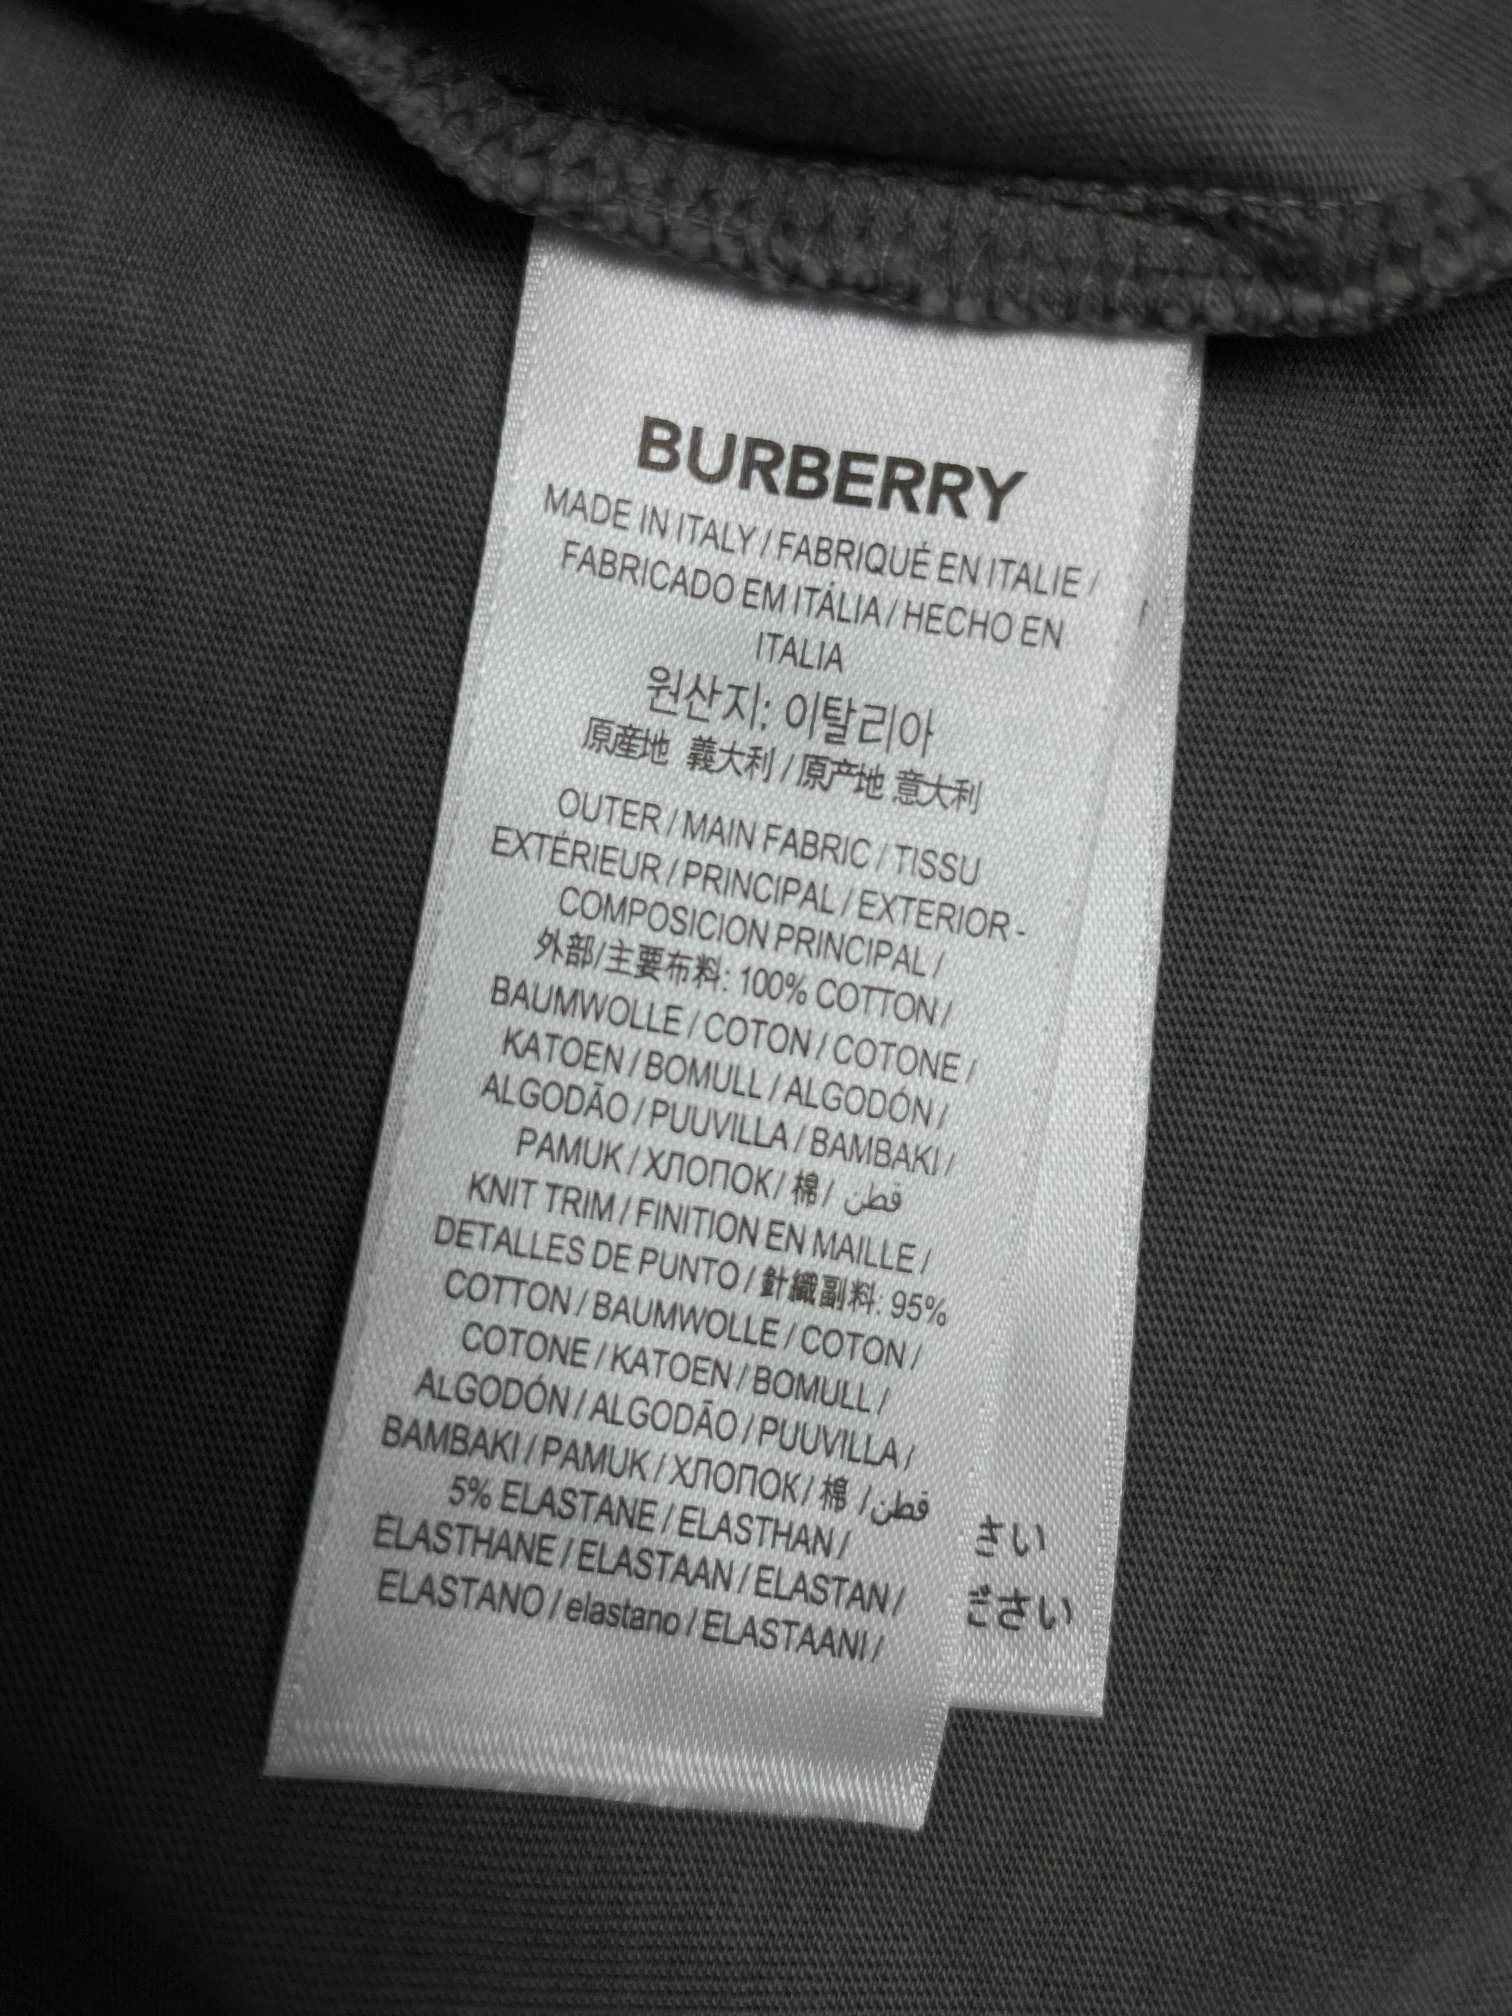 BURBERRY
MADE IN ITALY / FABRIQUÉ EN ITALIE /
FABRICADO EM ITÁLIA / HECHO EN
ITALIA
원산지: 이탈리아
原產地 義大利 / 原产地 意大利
OUTER / MAIN FABRIC / TISSU
EXTÉRIEUR / PRINCIPAL / EXTERIOR -
COMPOSICION PRINCIPAL /
外部/主要布料: 100% COTTON /
BAUMWOLLE / COTON / COTONE /
KATOEN / BOMULL / ALGODÓN /
ALGODÃO / PUUVILLA / BAMBAKI /
PAMUK / ХЛОПОК / 棉 / قطن
KNIT TRIM / FINITION EN MAILLE /
DETALLES DE PUNTO / 針織副料: 95%
COTTON / BAUMWOLLE / COTON /
COTONE / KATOEN / BOMULL /
ALGODÓN / ALGODÃO / PUUVILLA /
BAMBAKI / PAMUK / ХЛОПОК / 棉 / قطن
5% ELASTANE / ELASTHAN /
ÉLASTHANE / ELASTAAN / ELASTAN /
ELASTANO / elastano / ELASTAANI /
さい
ださい